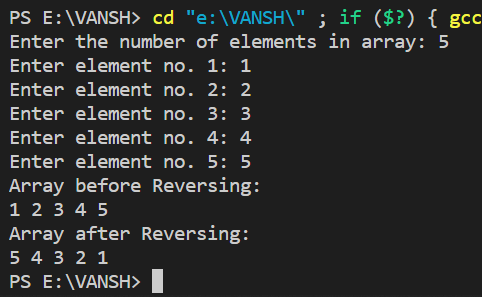 PS E:\VANSH> cd "e:\VANSH\" ; if ($?) { gcc
Enter the number of elements in array: 5
Enter element no. 1: 1
Enter element no. 2: 2
Enter element no. 3: 3
Enter element no. 4: 4
Enter element no. 5: 5
Array before Reversing:
1 2 3 4 5
Array after Reversing:
5 4 3 2 1
PS E:\VANSH>